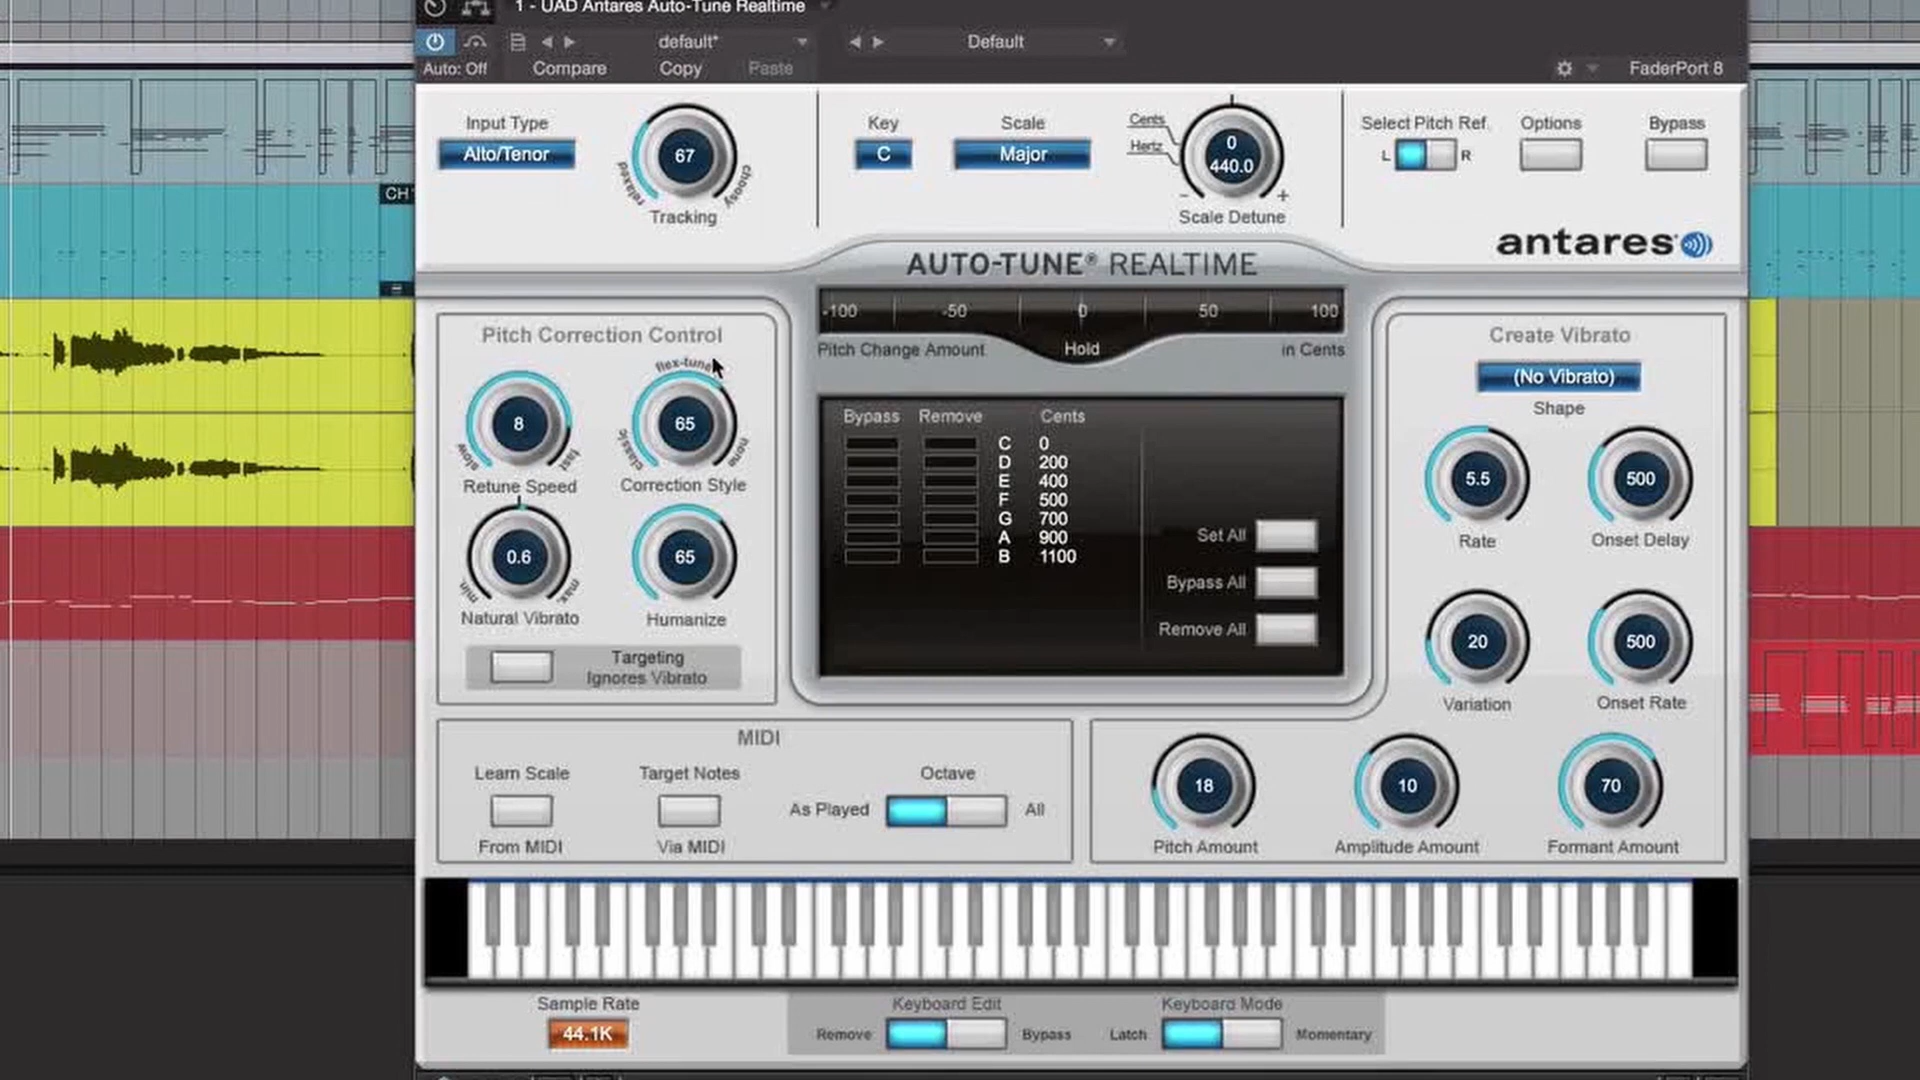 1 - UAD Antares Auto-Tune Realtime
default*
Default
Auto: Off
Compare
Copy
Paste
FaderPort 8
Input Type
Alto/Tenor
67
relaxed
choosy
Tracking
Key
C
Scale
Major
Cents
Hertz
0
440.0
- +
Scale Detune
Select Pitch Ref.
L R
Options
Bypass
antares
AUTO-TUNE® REALTIME
-100 -50 0 50 100
Pitch Change Amount
Hold
in Cents
CH
Pitch Correction Control
8
slow
fast
Retune Speed
flex-tune
65
classic
none
Correction Style
0.6
min.
max.
Natural Vibrato
65
Humanize
Targeting
Ignores Vibrato
Bypass Remove Cents
C 0
D 200
E 400
F 500
G 700
A 900
B 1100
Set All
Bypass All
Remove All
Create Vibrato
(No Vibrato)
Shape
5.5
Rate
500
Onset Delay
20
Variation
500
Onset Rate
MIDI
Learn Scale
From MIDI
Target Notes
Via MIDI
Octave
As Played
All
18
Pitch Amount
10
Amplitude Amount
70
Formant Amount
Sample Rate
44.1K
Keyboard Edit
Remove
Bypass
Keyboard Mode
Latch
Momentary